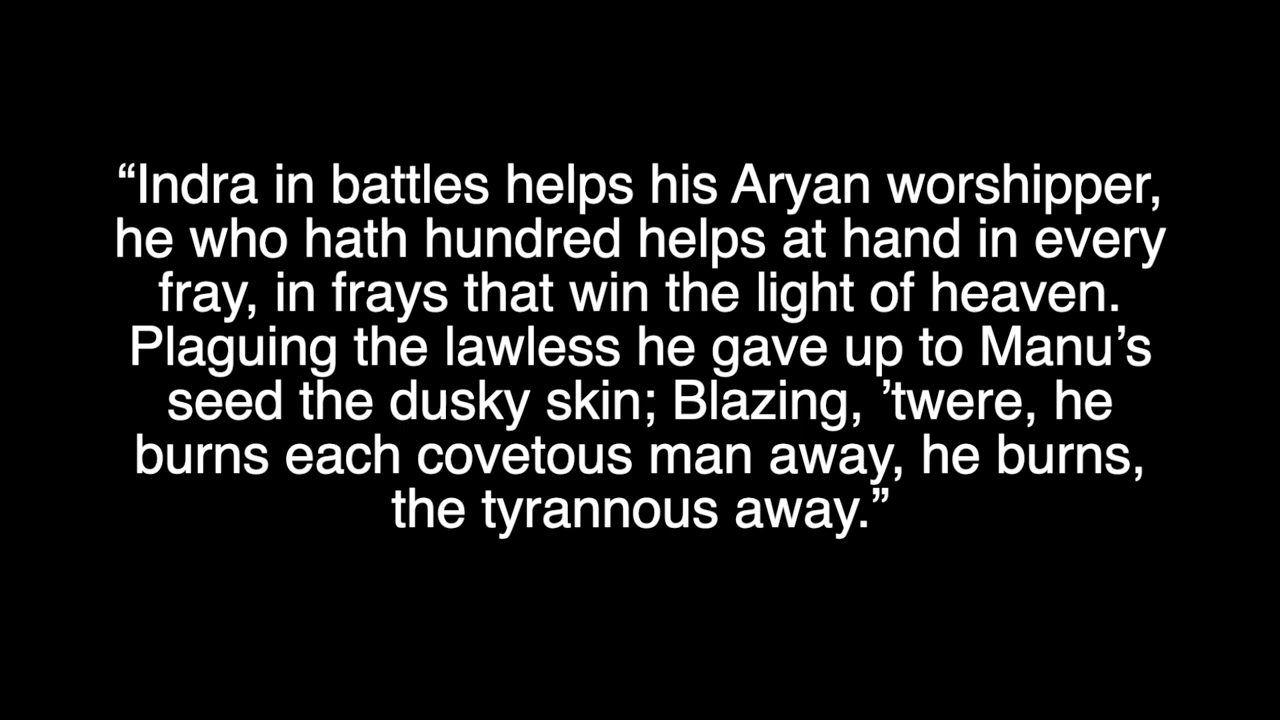 “Indra in battles helps his Aryan worshipper,
he who hath hundred helps at hand in every
fray, in frays that win the light of heaven.
Plaguing the lawless he gave up to Manu’s
seed the dusky skin; Blazing, ’twere, he
burns each covetous man away, he burns,
the tyrannous away.”